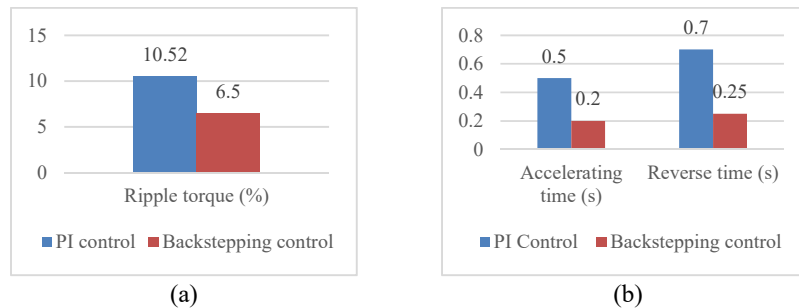 15
10.52
10
6.5
5
0
Ripple torque (%)
PI control Backstepping control
(a)
0.8
0.7
0.6
0.5
0.4
0.25
0.2
0.2
0
Accelerating time (s)
Reverse time (s)
PI Control Backstepping control
(b)